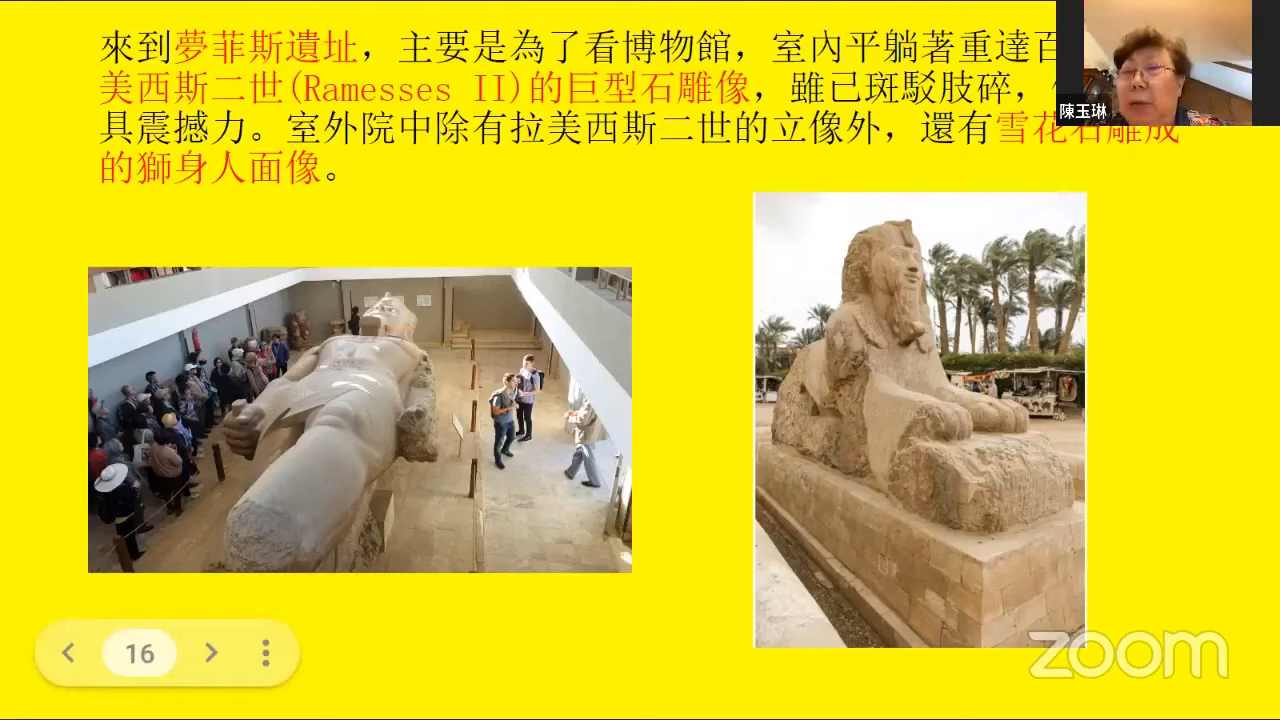 來到夢菲斯遺址，主要是為了看博物館，室內平躺著重達百
美西斯二世(Ramesses II)的巨型石雕像，雖已斑駁肢碎，
具震撼力。室外院中除有拉美西斯二世的立像外，還有雪花石雕成
的獅身人面像。
陳玉琳
16
zoom